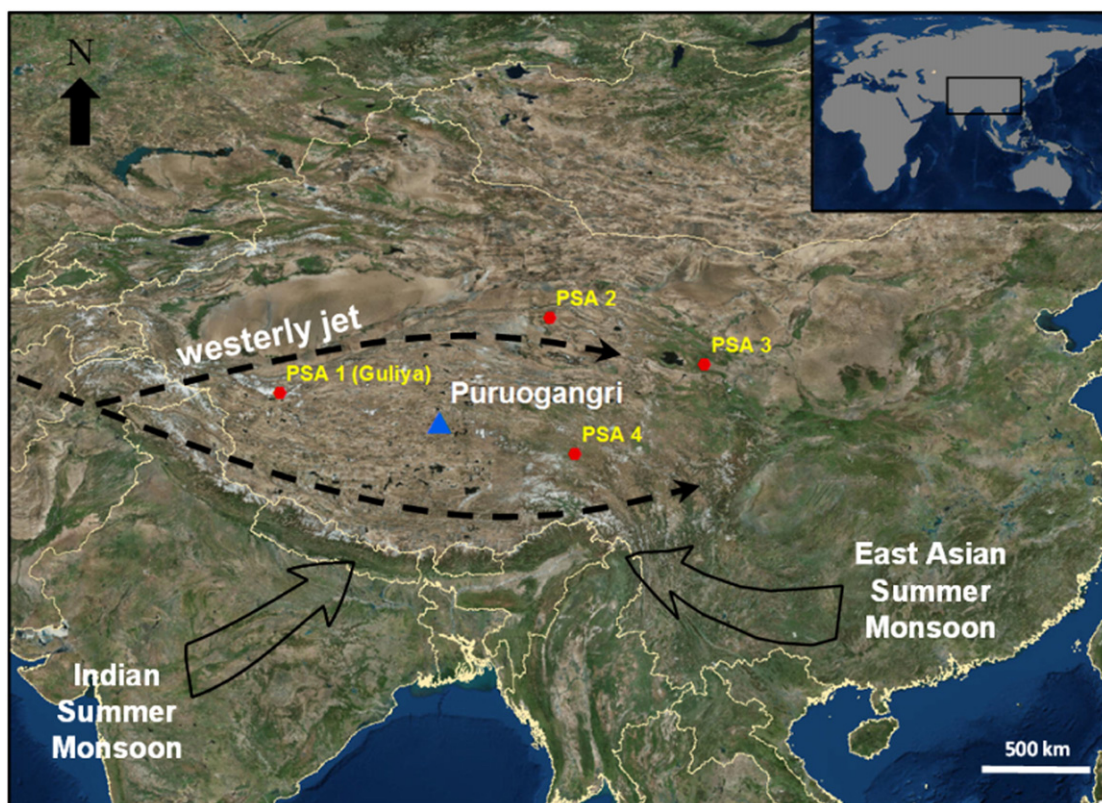 N
westerly jet
PSA 2
PSA 3
PSA 1 (Guliya)
Puruogangri
PSA 4
East Asian
Summer
Monsoon
Indian
Summer
Monsoon
500 km